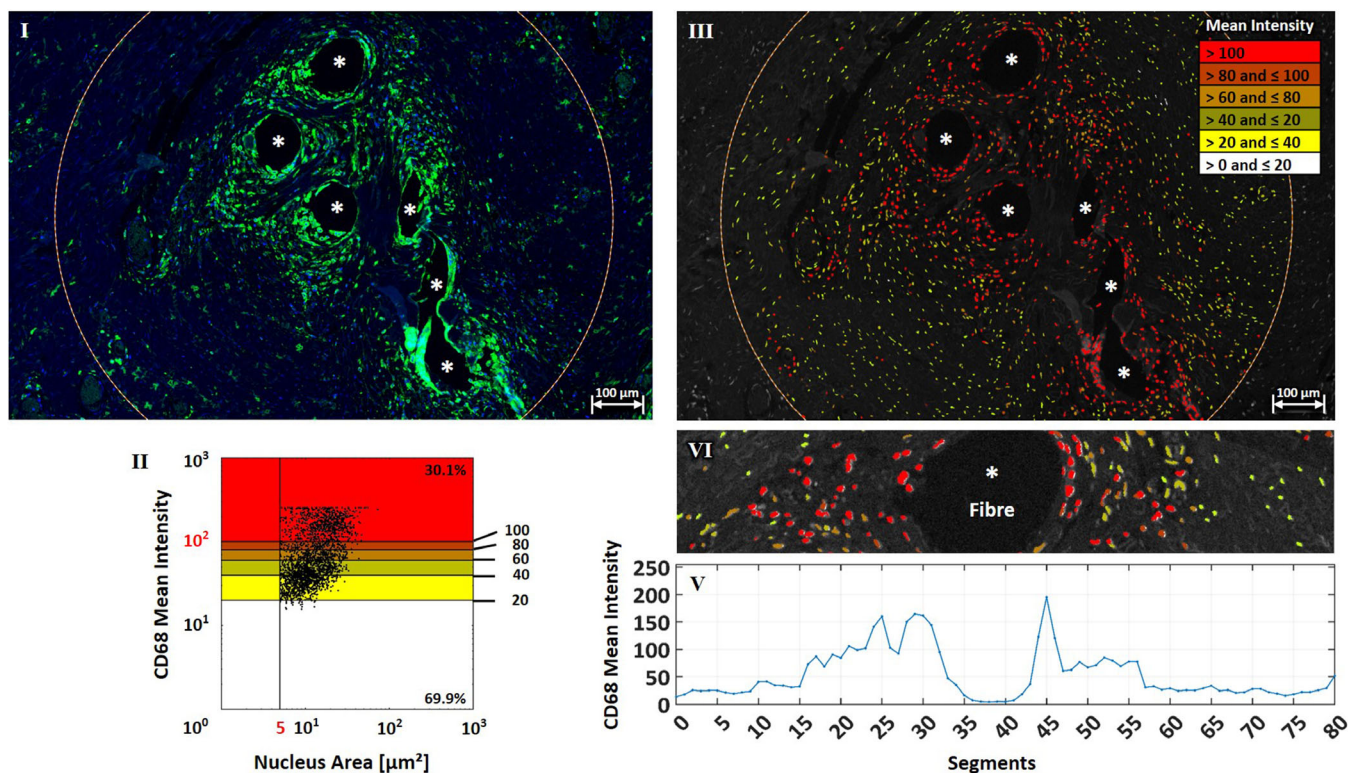 I
*
*
*
*
*
*
100 µm
III
Mean Intensity
> 100
> 80 and ≤ 100
> 60 and ≤ 80
> 40 and ≤ 20
> 20 and ≤ 40
> 0 and ≤ 20
*
*
*
*
*
*
100 µm
II
CD68 Mean Intensity
10³
10²
10¹
10⁰
30.1%
69.9%
100
80
60
40
20
5
10¹
10²
10³
Nucleus Area [µm²]
VI
*
Fibre
V
CD68 Mean Intensity
250
200
150
100
50
0
0 5 10 15 20 25 30 35 40 45 50 55 60 65 70 75 80
Segments